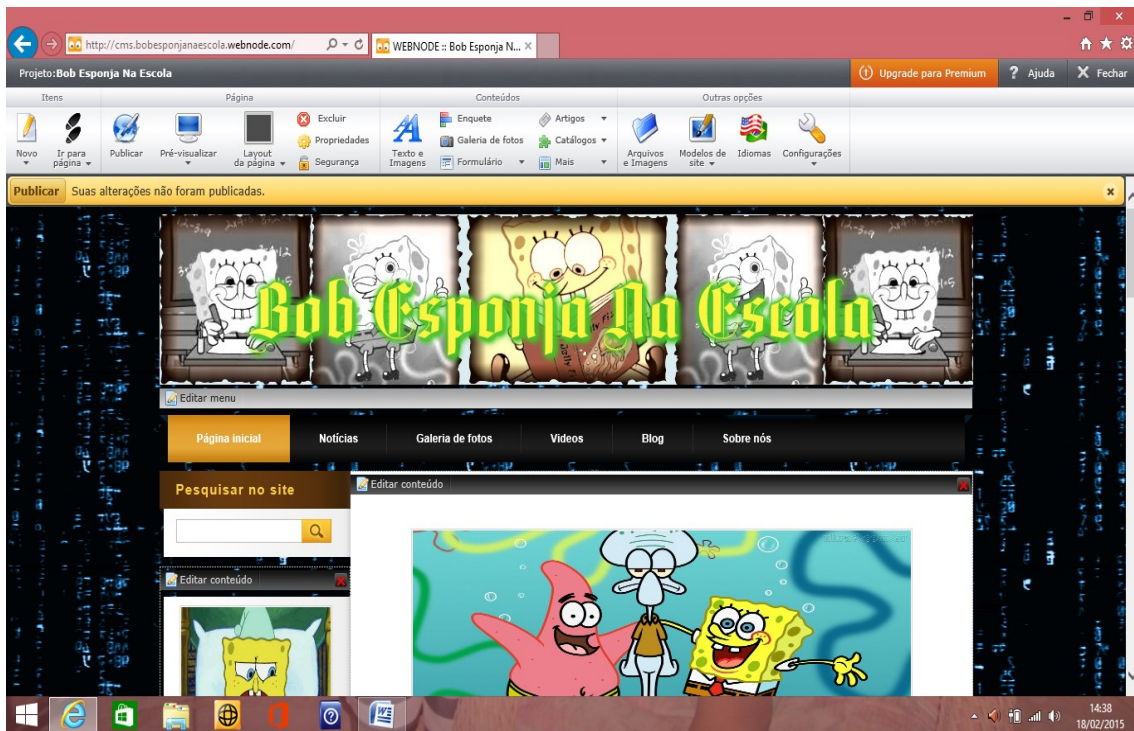 http://cms.bobesponjanaescola.webnode.com/
WEBNODE :: Bob Esponja N...
Projeto:Bob Esponja Na Escola
Upgrade para Premium
? Ajuda
X Fechar
Itens
Página
Conteúdos
Outras opções
Novo
Ir para página
Publicar
Pré-visualizar
Layout da página
Excluir
Propriedades
Segurança
Texto e Imagens
Enquete
Galeria de fotos
Formulário
Artigos
Catálogos
Mais
Arquivos e Imagens
Modelos de site
Idiomas
Configurações
Publicar Suas alterações não foram publicadas.
Bob Esponja Na Escola
Editar menu
Página inicial Notícias Galeria de fotos Videos Blog Sobre nós
Pesquisar no site
Editar conteúdo
Editar conteúdo
14:38
18/02/2015